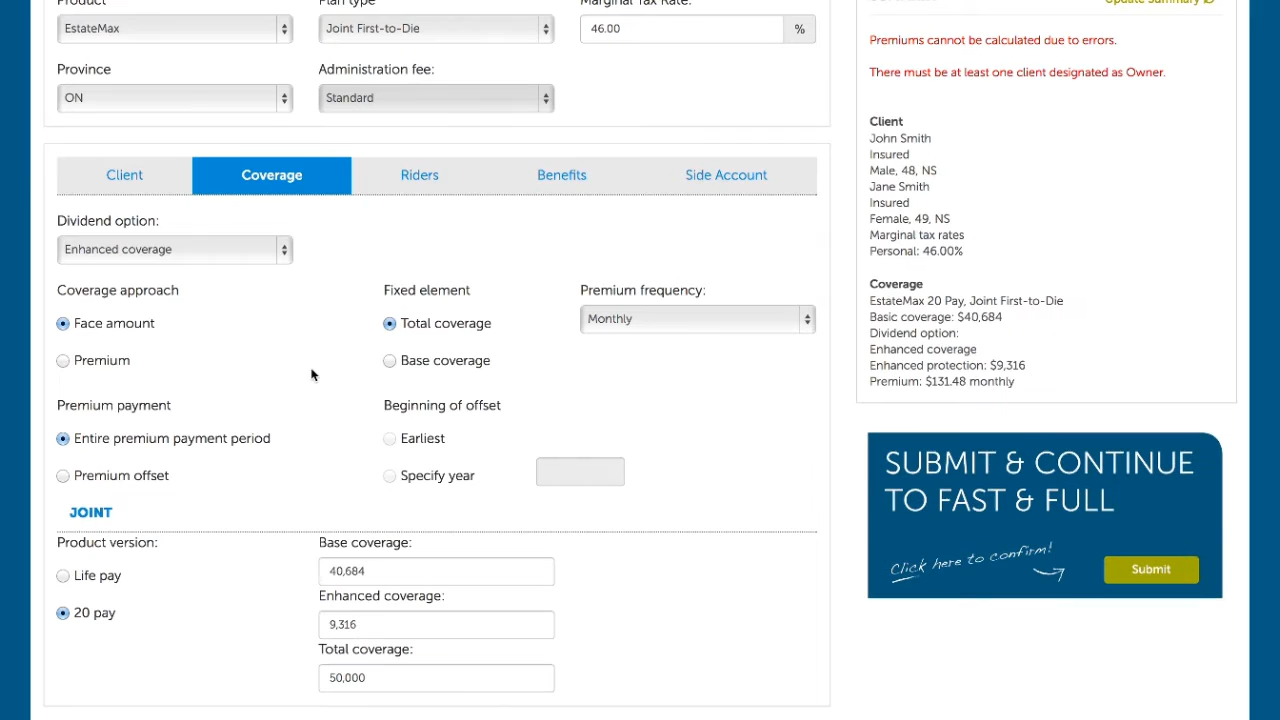 Product
Plan type
Marginal Tax Rate:
EstateMax
Joint First-to-Die
46.00
%
Province
Administration fee:
ON
Standard
Client
Coverage
Riders
Benefits
Side Account
Dividend option:
Enhanced coverage
Coverage approach
Fixed element
Premium frequency:
Face amount
Total coverage
Monthly
Premium
Base coverage
Premium payment
Beginning of offset
Entire premium payment period
Earliest
Premium offset
Specify year
JOINT
Product version:
Base coverage:
Life pay
40,684
Enhanced coverage:
20 pay
9,316
Total coverage:
50,000
Update Summary
Premiums cannot be calculated due to errors.
There must be at least one client designated as Owner.
Client
John Smith
Insured
Male, 48, NS
Jane Smith
Insured
Female, 49, NS
Marginal tax rates
Personal: 46.00%
Coverage
EstateMax 20 Pay, Joint First-to-Die
Basic coverage: $40,684
Dividend option:
Enhanced coverage
Enhanced protection: $9,316
Premium: $131.48 monthly
SUBMIT & CONTINUE
TO FAST & FULL
Click here to confirm!
Submit